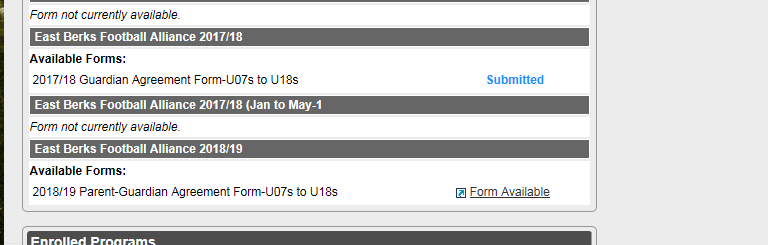 Form not currently available.
East Berks Football Alliance 2017/18
Available Forms:
2017/18 Guardian Agreement Form-U07s to U18s Submitted
East Berks Football Alliance 2017/18 (Jan to May-1
Form not currently available.
East Berks Football Alliance 2018/19
Available Forms:
2018/19 Parent-Guardian Agreement Form-U07s to U18s Form Available
Enrolled Programs